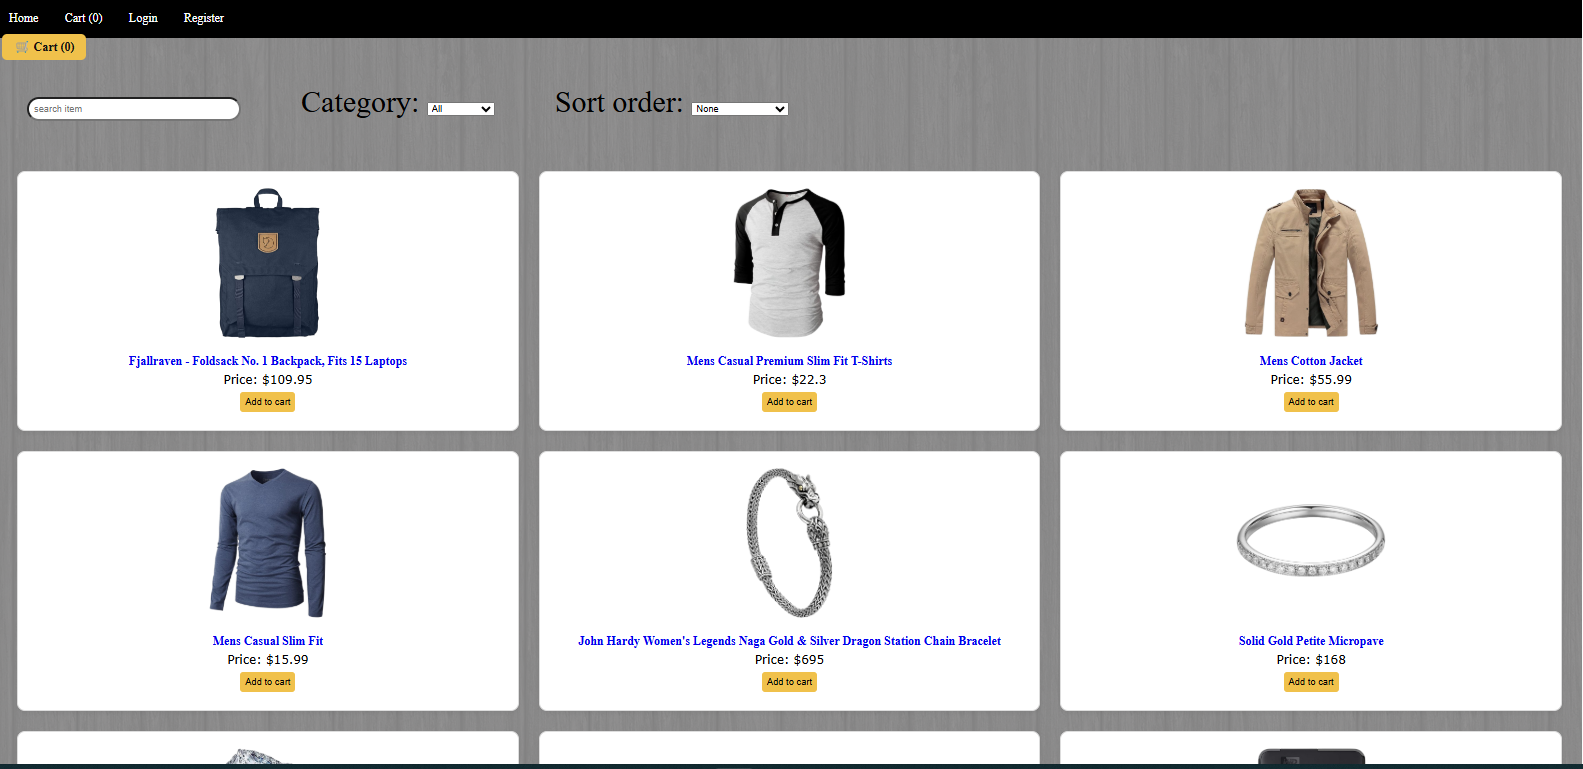 Home Cart (0) Login Register
🛒 Cart (0)
search item Category: All Sort order: None
Fjallraven - Foldsack No. 1 Backpack, Fits 15 Laptops
Price: $109.95
Add to cart
Mens Casual Premium Slim Fit T-Shirts
Price: $22.3
Add to cart
Mens Cotton Jacket
Price: $55.99
Add to cart
Mens Casual Slim Fit
Price: $15.99
Add to cart
John Hardy Women's Legends Naga Gold & Silver Dragon Station Chain Bracelet
Price: $695
Add to cart
Solid Gold Petite Micropave
Price: $168
Add to cart